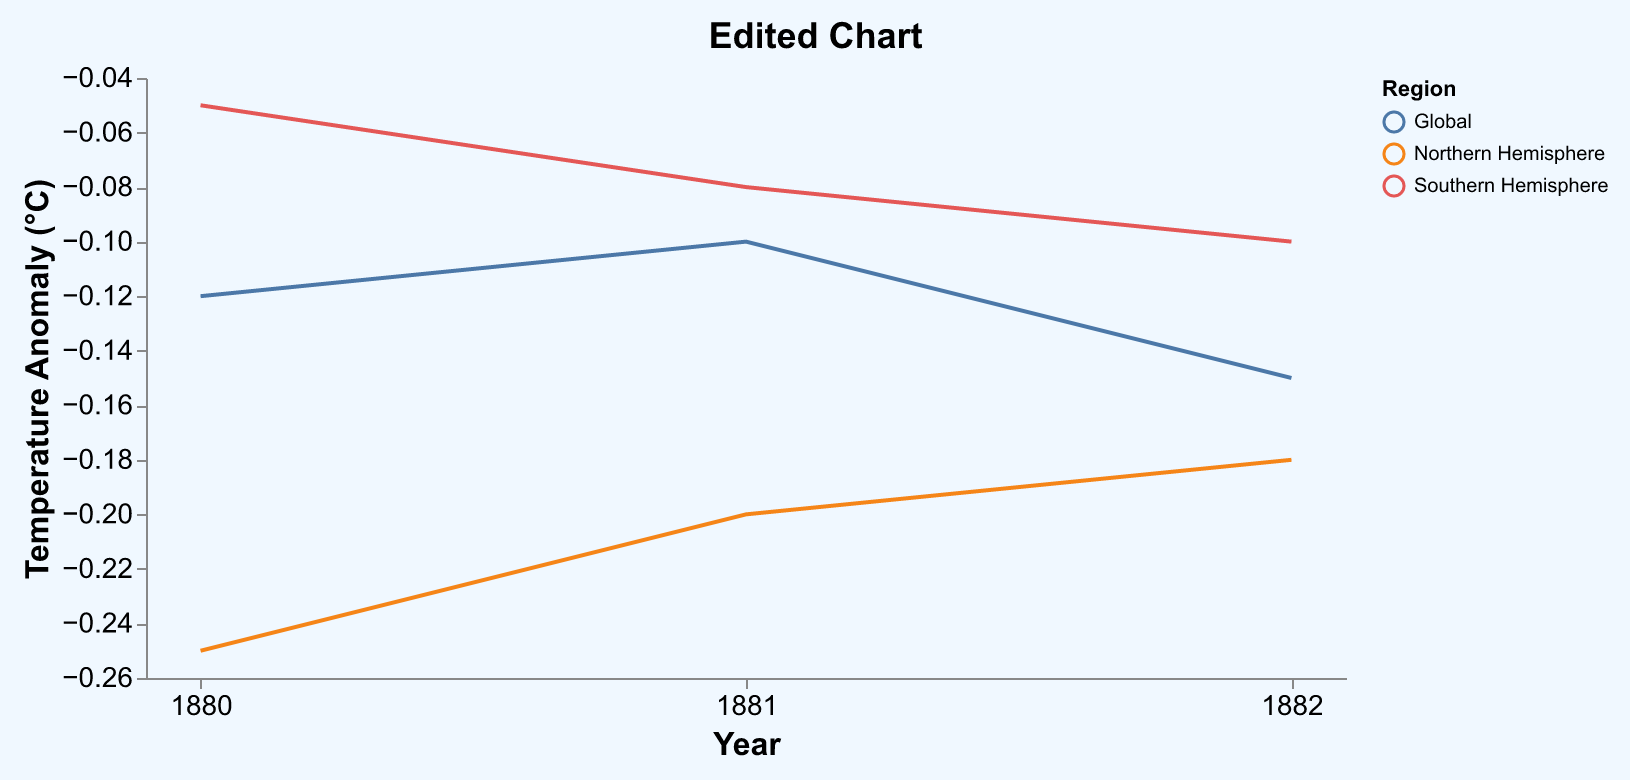 Edited Chart
−0.04
−0.06
−0.08
−0.10
−0.12
−0.14
−0.16
−0.18
−0.20
−0.22
−0.24
−0.26
Temperature Anomaly (°C)
1880
1881
1882
Year
Region
Global
Northern Hemisphere
Southern Hemisphere